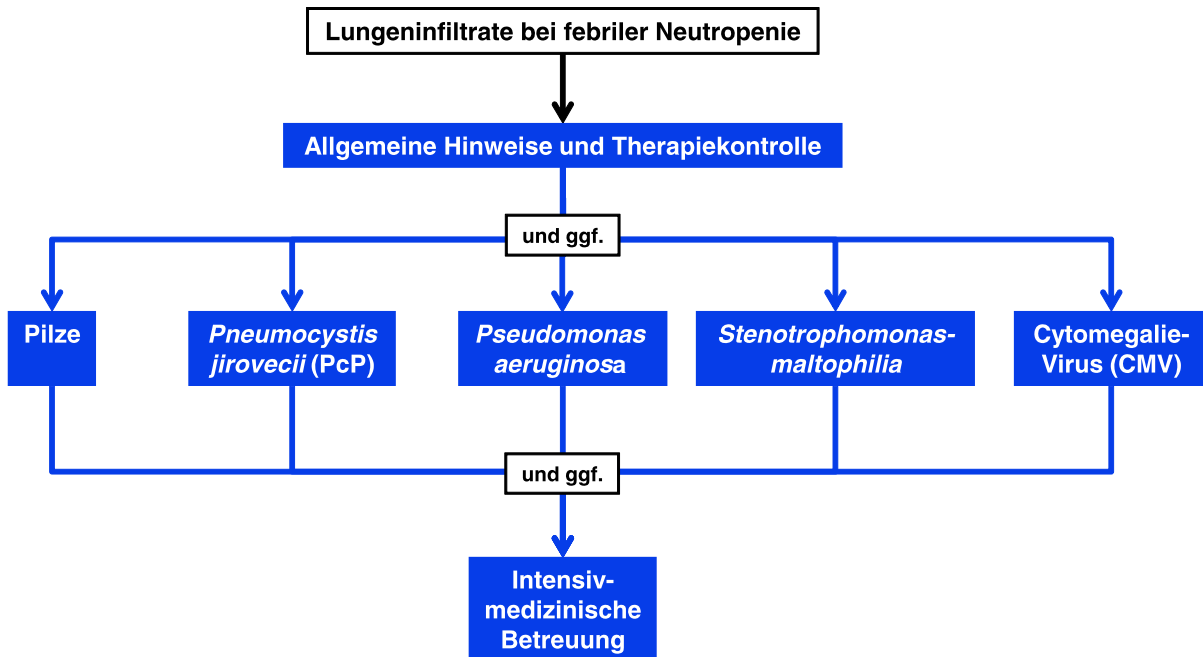 Lungeninfiltrate bei febriler Neutropenie
Allgemeine Hinweise und Therapiekontrolle
und ggf.
Pilze
Pneumocystis
jirovecii (PcP)
Pseudomonas
aeruginosa
Stenotrophomonas-
maltophilia
Cytomegalie-
Virus (CMV)
und ggf.
Intensiv-
medizinische
Betreuung